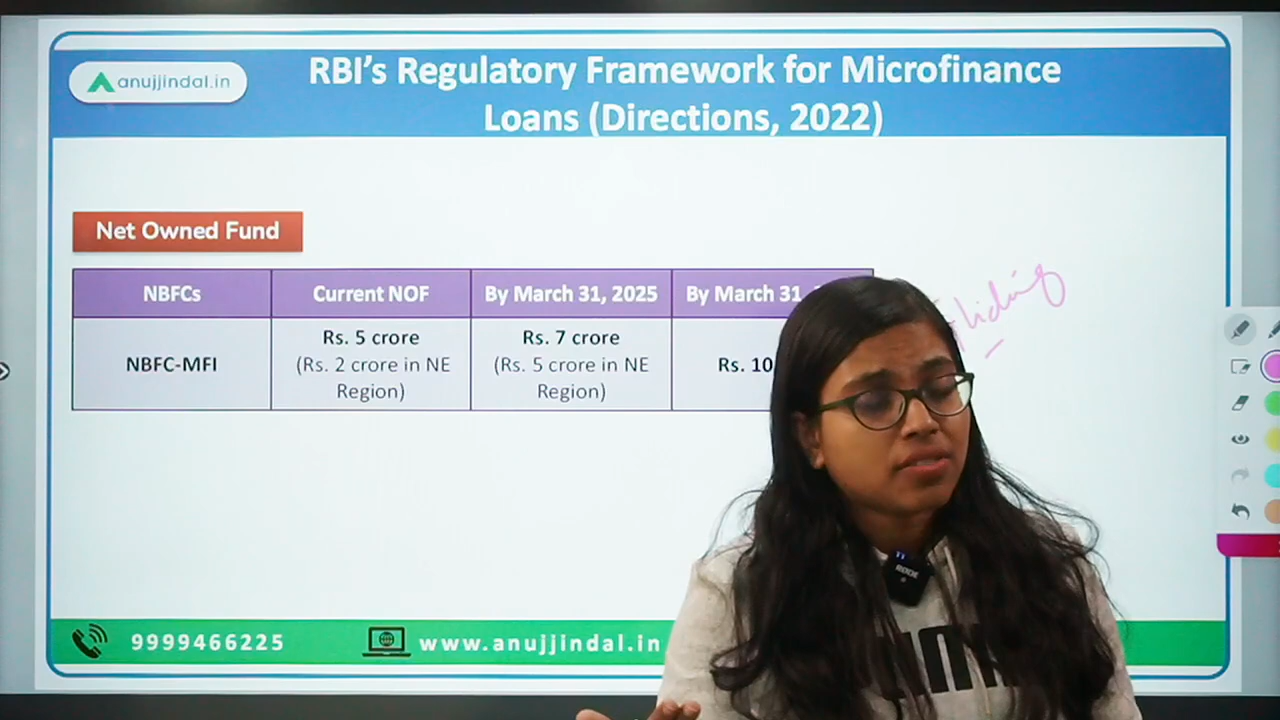 anujjindal.in
RBI’s Regulatory Framework for Microfinance
Loans (Directions, 2022)
Net Owned Fund
NBFCs
Current NOF
By March 31, 2025
By March 31,
NBFC-MFI
Rs. 5 crore
(Rs. 2 crore in NE
Region)
Rs. 7 crore
(Rs. 5 crore in NE
Region)
Rs. 10
9999466225
www.anujjindal.in
RODE